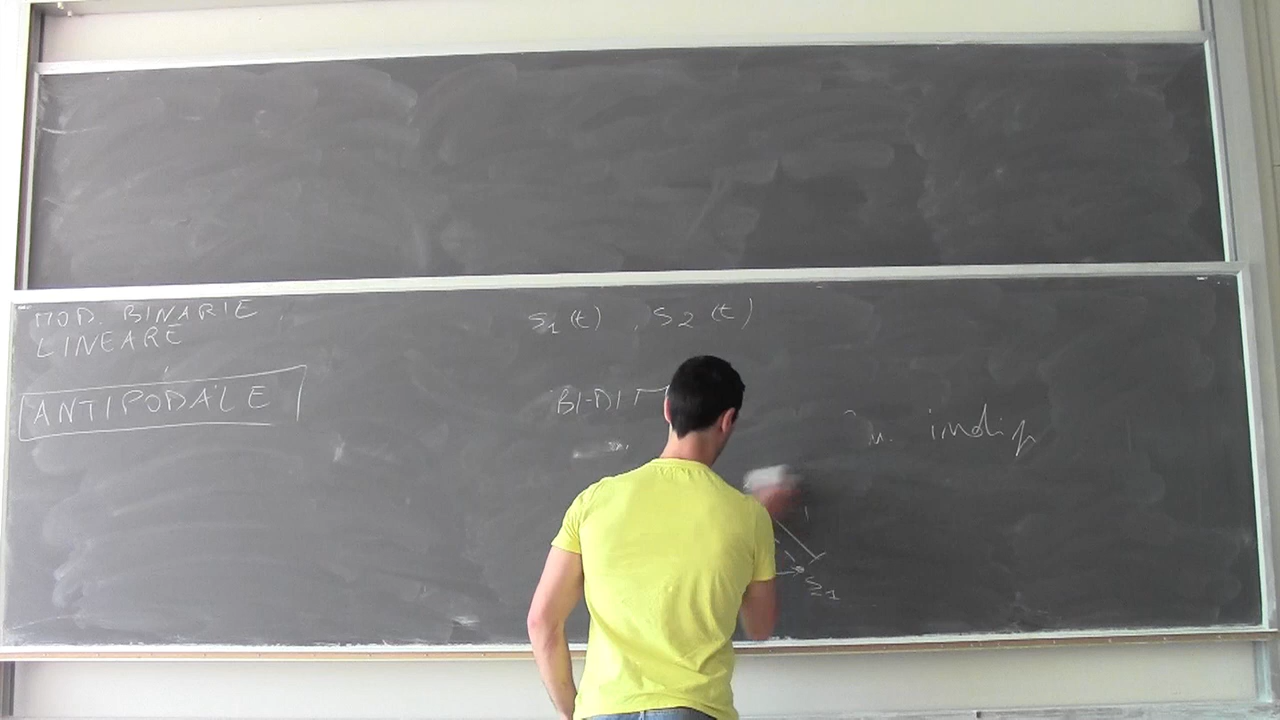 MOD. BINARIE
LINEARE
ANTIPODALE
S1(t), S2(t)
BI-DIM
indip
S1